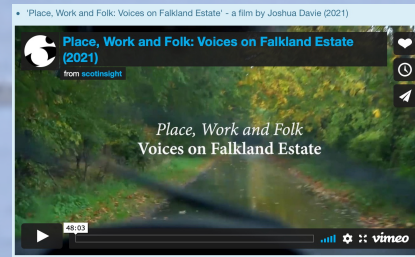 'Place, Work and Folk: Voices on Falkland Estate' - a film by Joshua Davie (2021)
Place, Work and Folk: Voices on Falkland Estate
(2021)
from scotinsight
Place, Work and Folk
Voices on Falkland Estate
48:03
vimeo